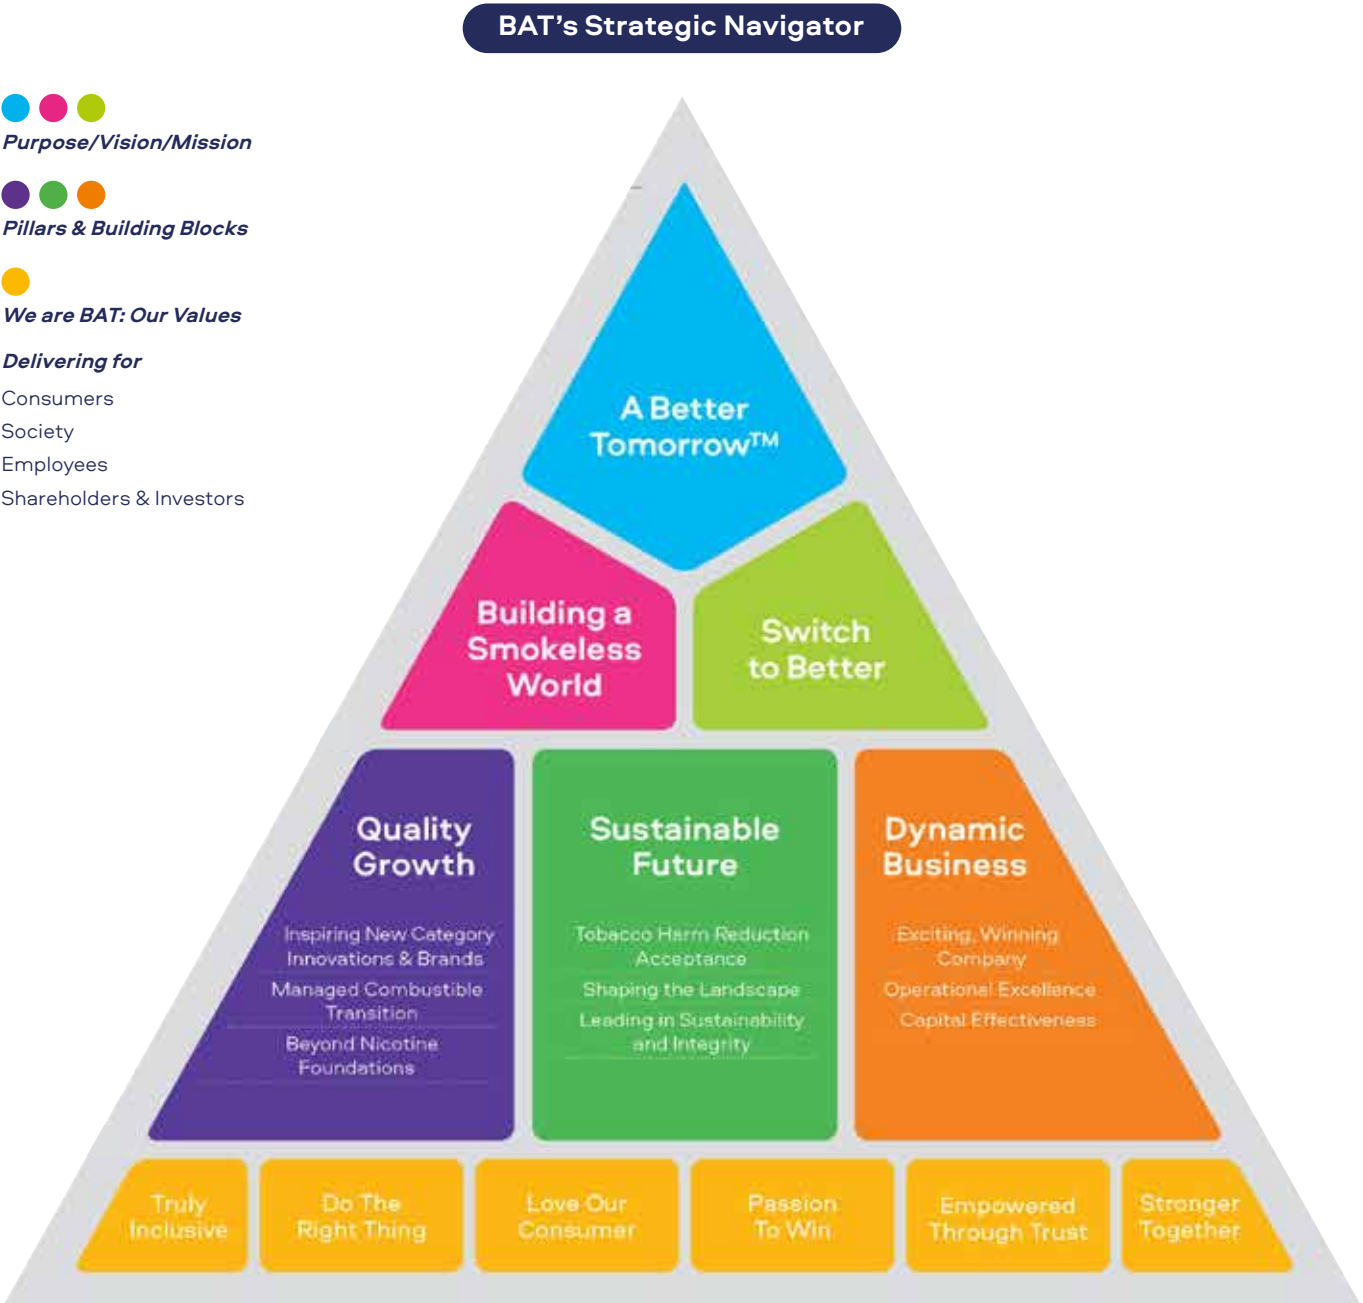 BAT’s Strategic Navigator
Purpose/Vision/Mission
Pillars & Building Blocks
We are BAT: Our Values
Delivering for
Consumers
Society
Employees
Shareholders & Investors
A Better
Tomorrow™
Building a
Smokeless
World
Switch
to Better
Quality
Growth
Inspiring New Category
Innovations & Brands
Managed Combustible
Transition
Beyond Nicotine
Foundations
Sustainable
Future
Tobacco Harm Reduction
Acceptance
Shaping the Landscape
Leading in Sustainability
and Integrity
Dynamic
Business
Exciting, Winning
Company
Operational Excellence
Capital Effectiveness
Truly
Inclusive
Do The
Right Thing
Love Our
Consumer
Passion
To Win
Empowered
Through Trust
Stronger
Together